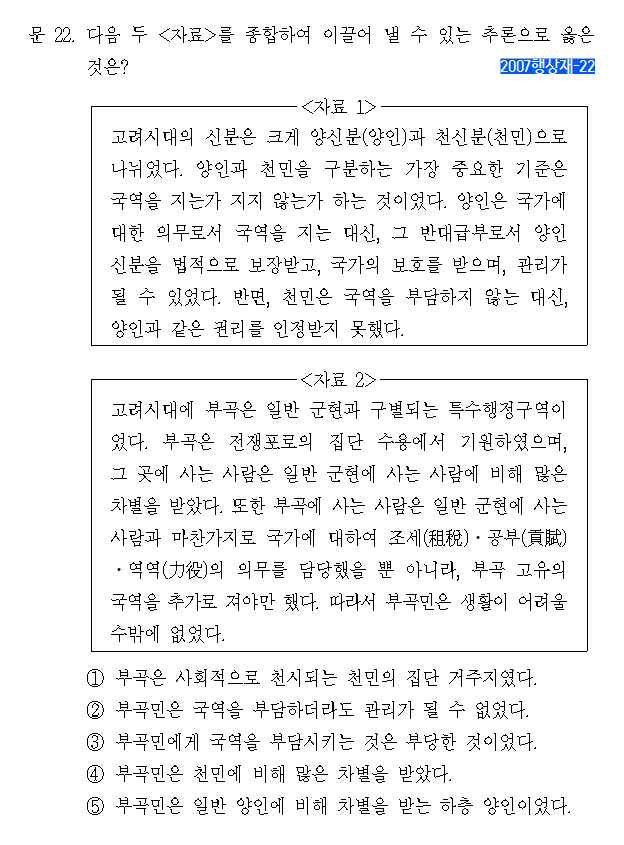 문 22. 다음 두 <자료>를 종합하여 이끌어 낼 수 있는 추론으로 옳은
것은?
2007행상재-22
<자료 1>
고려시대의 신분은 크게 양신분(양인)과 천신분(천민)으로
나뉘었다. 양인과 천민을 구분하는 가장 중요한 기준은
국역을 지는가 지지 않는가 하는 것이었다. 양인은 국가에
대한 의무로서 국역을 지는 대신, 그 반대급부로서 양인
신분을 법적으로 보장받고, 국가의 보호를 받으며, 관리가
될 수 있었다. 반면, 천민은 국역을 부담하지 않는 대신,
양인과 같은 권리를 인정받지 못했다.
<자료 2>
고려시대에 부곡은 일반 군현과 구별되는 특수행정구역이
었다. 부곡은 전쟁포로의 집단 수용에서 기원하였으며,
그 곳에 사는 사람은 일반 군현에 사는 사람에 비해 많은
차별을 받았다. 또한 부곡에 사는 사람은 일반 군현에 사는
사람과 마찬가지로 국가에 대하여 조세(租稅)·공부(貢賦)
·역역(力役)의 의무를 담당했을 뿐 아니라, 부곡 고유의
국역을 추가로 져야만 했다. 따라서 부곡민은 생활이 어려울
수밖에 없었다.
① 부곡은 사회적으로 천시되는 천민의 집단 거주지였다.
② 부곡민은 국역을 부담하더라도 관리가 될 수 없었다.
③ 부곡민에게 국역을 부담시키는 것은 부당한 것이었다.
④ 부곡민은 천민에 비해 많은 차별을 받았다.
⑤ 부곡민은 일반 양인에 비해 차별을 받는 하층 양인이었다.